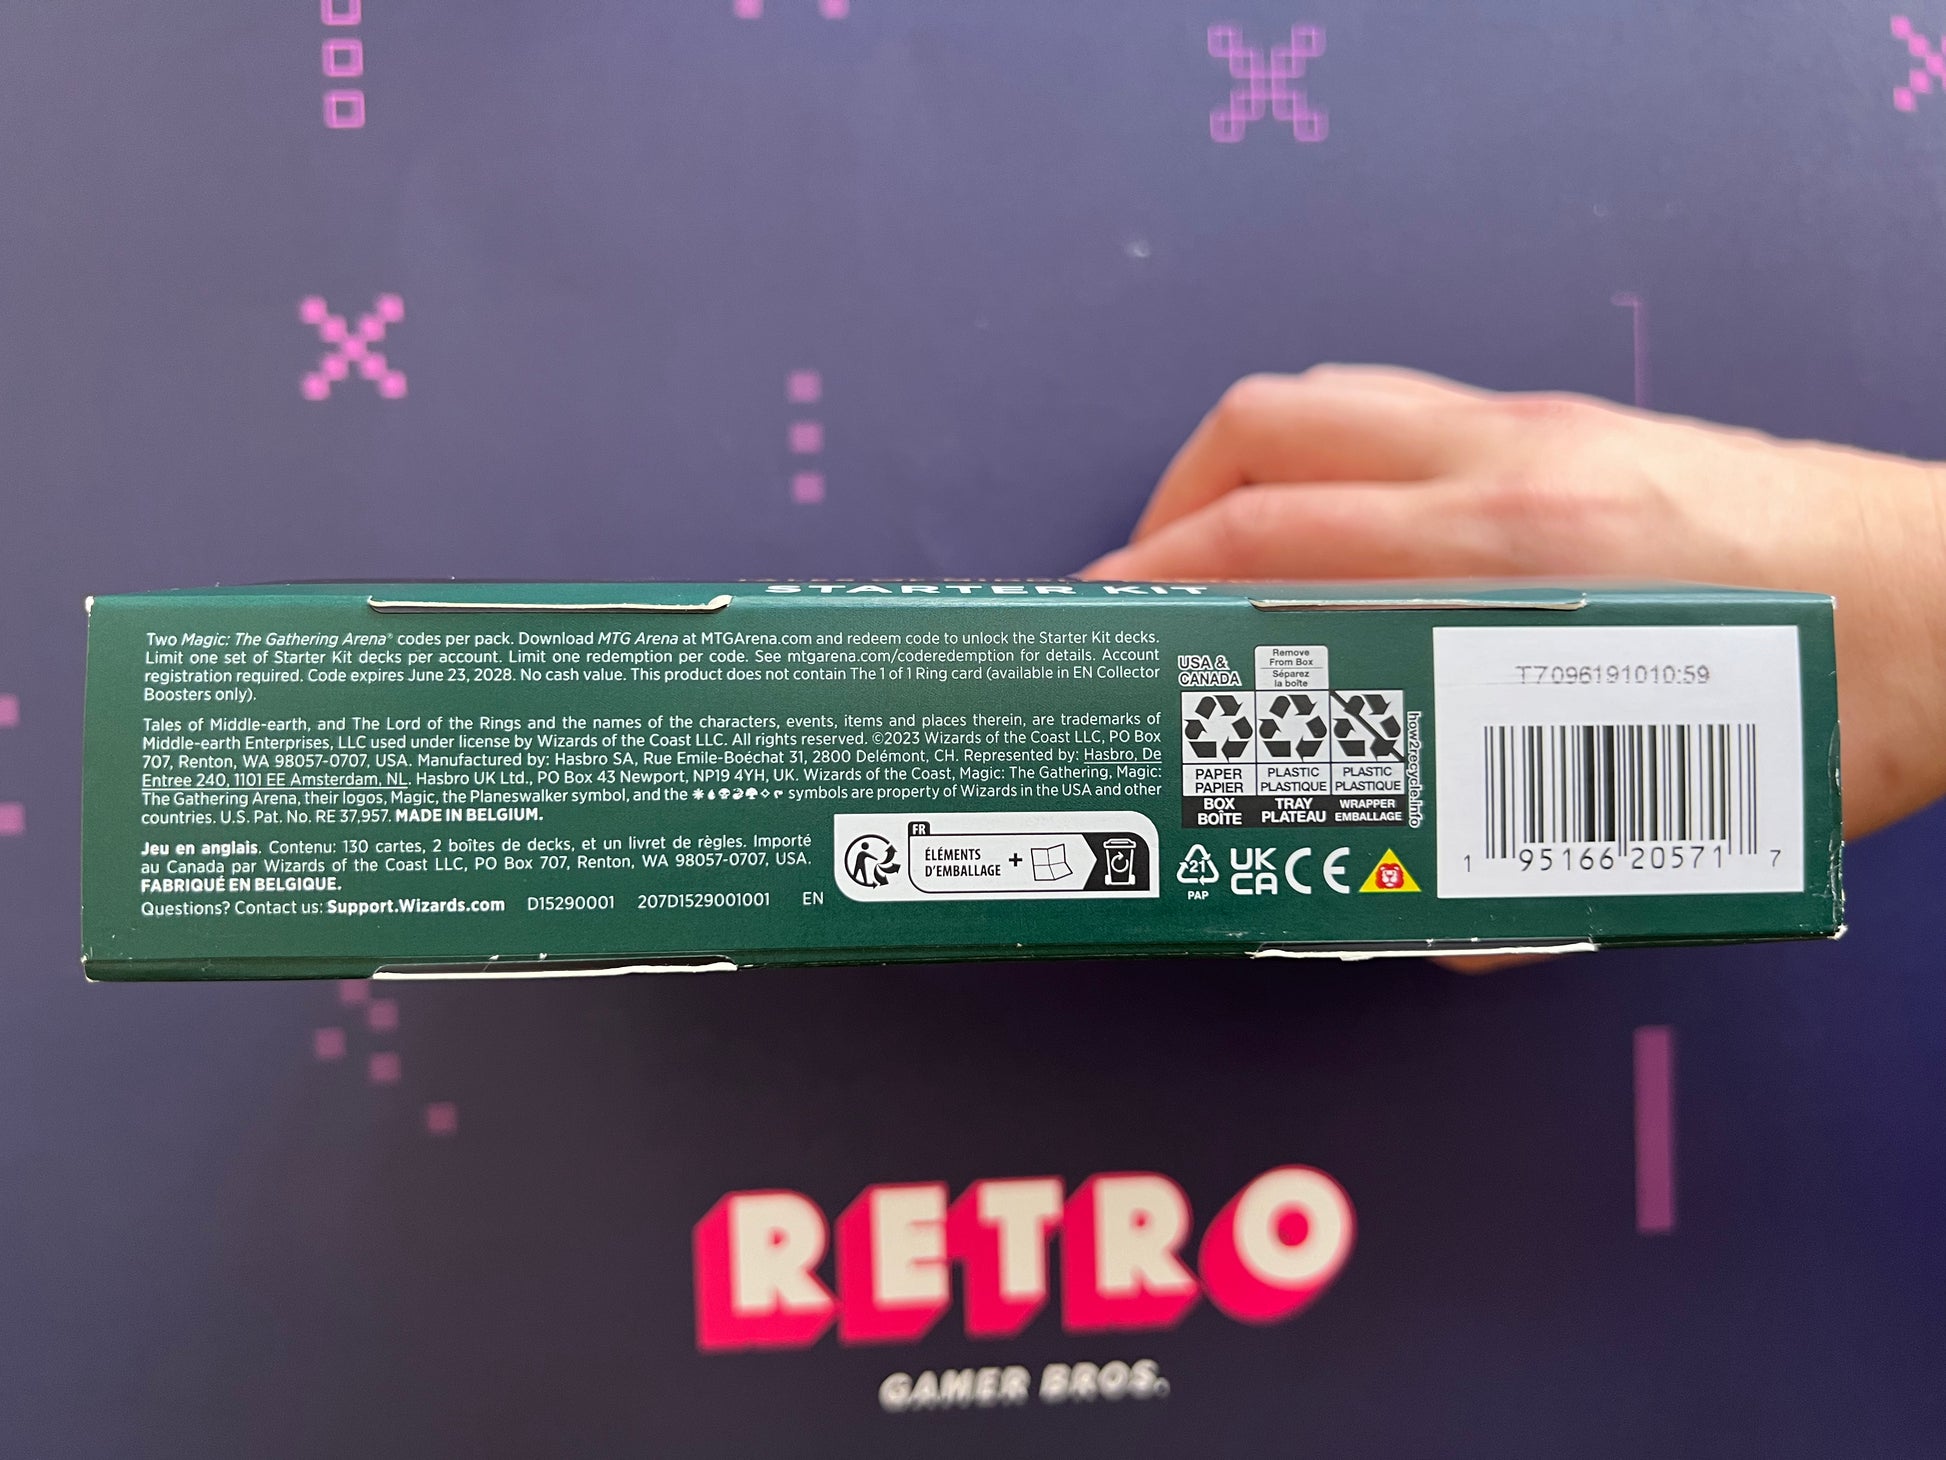 STARTER KIT
Two Magic: The Gathering Arena® codes per pack. Download MTG Arena at MTGArena.com and redeem code to unlock the Starter Kit decks.
Limit one set of Starter Kit decks per account. Limit one redemption per code. See mtgarena.com/coderedemption for details. Account
registration required. Code expires June 23, 2028. No cash value. This product does not contain The 1 of 1 Ring card (available in EN Collector
Boosters only).
Tales of Middle-earth, and The Lord of the Rings and the names of the characters, events, items and places therein, are trademarks of
Middle-earth Enterprises, LLC used under license by Wizards of the Coast LLC. All rights reserved. ©2023 Wizards of the Coast LLC, PO Box
707, Renton, WA 98057-0707, USA. Manufactured by: Hasbro SA, Rue Emile-Boéchat 31, 2800 Delémont, CH. Represented by: Hasbro, De
Entree 240, 1101 EE Amsterdam, NL. Hasbro UK Ltd., PO Box 43 Newport, NP19 4YH, UK. Wizards of the Coast, Magic: The Gathering, Magic:
The Gathering Arena, their logos, Magic, the Planeswalker symbol, and the symbols are property of Wizards in the USA and other
countries. U.S. Pat. No. RE 37,957. MADE IN BELGIUM.
Jeu en anglais. Contenu: 130 cartes, 2 boîtes de decks, et un livret de règles. Importé
au Canada par Wizards of the Coast LLC, PO Box 707, Renton, WA 98057-0707, USA.
FABRIQUÉ EN BELGIQUE.
Questions? Contact us: Support.Wizards.com D15290001 207D1529001001 EN
FR
ÉLÉMENTS
D'EMBALLAGE +
USA &
CANADA
Remove
From Box
Séparez
la boîte
PAPER
PAPIER
BOX
BOÎTE
PLASTIC
PLASTIQUE
TRAY
PLATEAU
PLASTIC
PLASTIQUE
WRAPPER
EMBALLAGE
how2recycle.info
21
PAP
UK
CA
CE
T7096191010:59
1 95166 20571 7
RETRO
GAMER BROS.